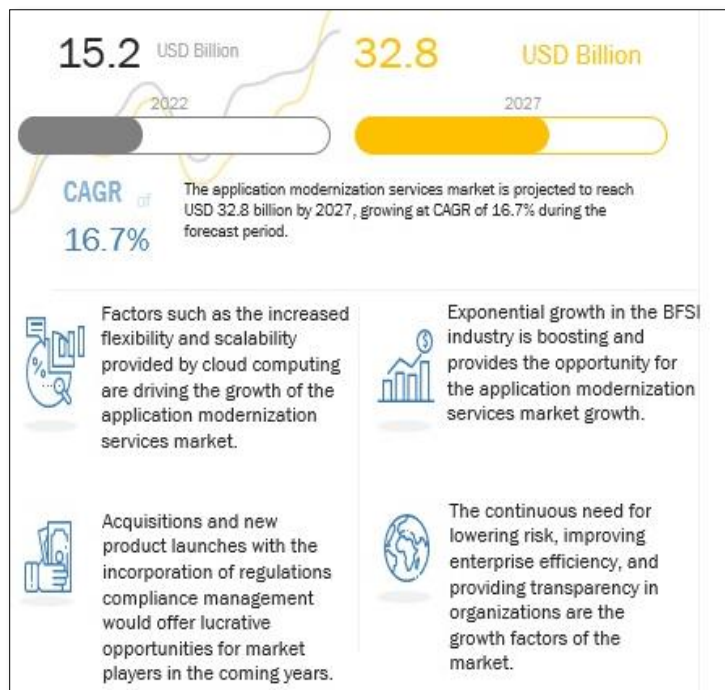 15.2 USD Billion
32.8 USD Billion
2022
2027
CAGR of
16.7%
The application modernization services market is projected to reach
USD 32.8 billion by 2027, growing at CAGR of 16.7% during the
forecast period.
Factors such as the increased
flexibility and scalability
provided by cloud computing
are driving the growth of the
application modernization
services market.
Exponential growth in the BFSI
industry is boosting and
provides the opportunity for
the application modernization
services market growth.
Acquisitions and new
product launches with the
incorporation of regulations
compliance management
would offer lucrative
opportunities for market
players in the coming years.
The continuous need for
lowering risk, improving
enterprise efficiency, and
providing transparency in
organizations are the
growth factors of the
market.